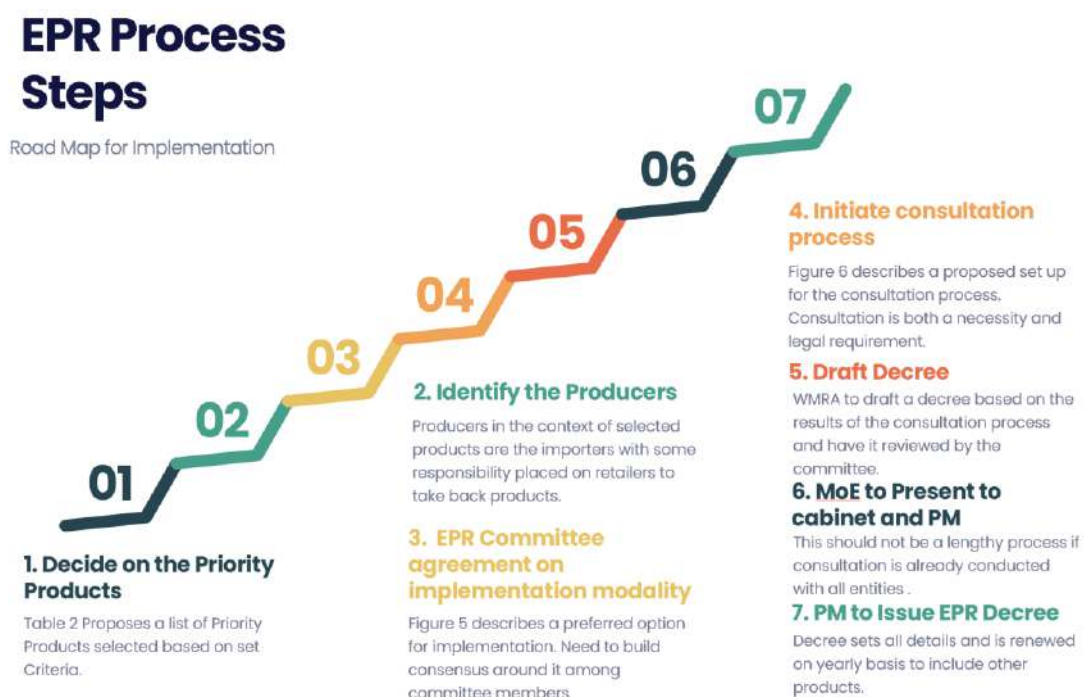 EPR Process
Steps
Road Map for Implementation
07
06
05
04
03
02
01
1. Decide on the Priority
Products
Table 2 Proposes a list of Priority
Products selected based on set
Criteria.
2. Identify the Producers
Producers in the context of selected
products are the importers with some
responsibility placed on retailers to
take back products.
3. EPR Committee
agreement on
implementation modality
Figure 5 describes a preferred option
for implementation. Need to build
consensus around it among
committee members
4. Initiate consultation
process
Figure 6 describes a proposed set up
for the consultation process.
Consultation is both a necessity and
legal requirement.
5. Draft Decree
WMRA to draft a decree based on the
results of the consultation process
and have it reviewed by the
committee.
6. MoE to Present to
cabinet and PM
This should not be a lengthy process if
consultation is already conducted
with all entities .
7. PM to Issue EPR Decree
Decree sets all details and is renewed
on yearly basis to include other
products.